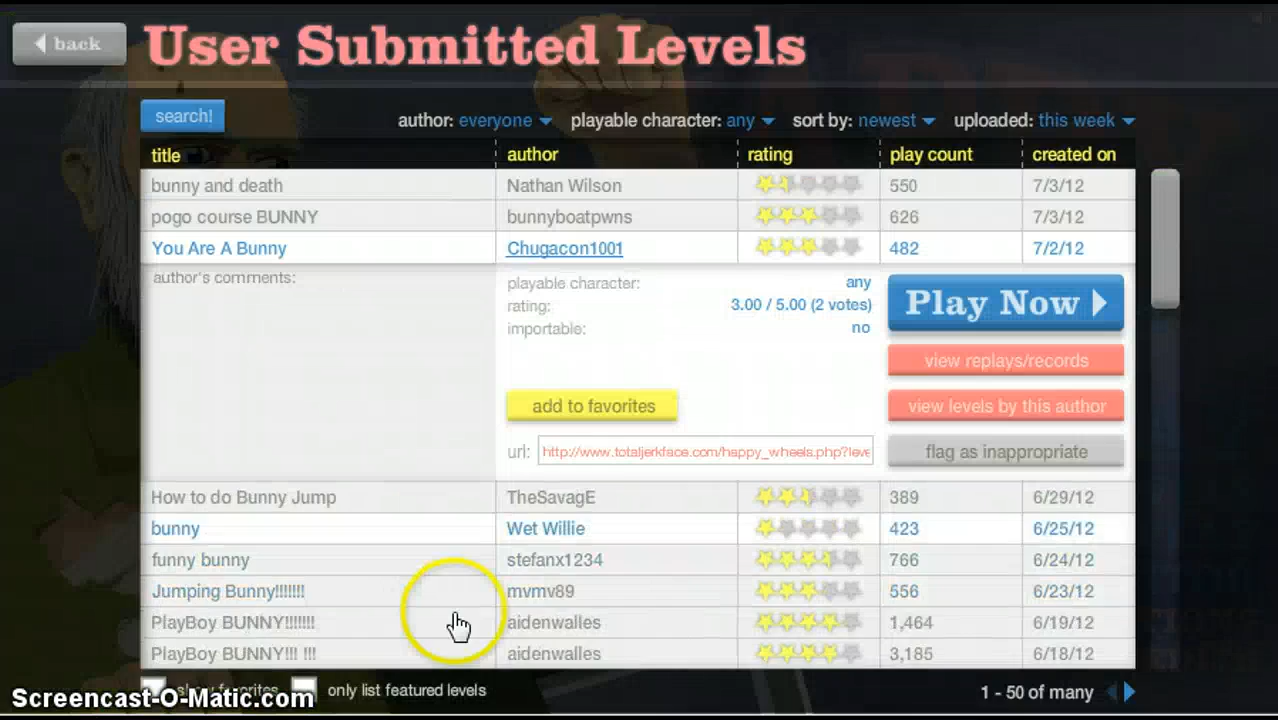 back
User Submitted Levels
search!
author: everyone playable character: any sort by: newest uploaded: this week
title author rating play count created on
bunny and death Nathan Wilson 550 7/3/12
pogo course BUNNY bunnyboatpwns 626 7/3/12
You Are A Bunny Chugacon1001 482 7/2/12
author's comments:
playable character: any
rating: 3.00 / 5.00 (2 votes)
importable: no
Play Now
view replays/records
add to favorites
view levels by this author
url: http://www.totaljerkface.com/happy_wheels.php?leve
flag as inappropriate
How to do Bunny Jump TheSavagE 389 6/29/12
bunny Wet Willie 423 6/25/12
funny bunny stefanx1234 766 6/24/12
Jumping Bunny!!!!!!! mvmv89 556 6/23/12
PlayBoy BUNNY!!!!!!! aidenwalles 1,464 6/19/12
PlayBoy BUNNY!!! !!! aidenwalles 3,185 6/18/12
only list featured levels
1 - 50 of many
Screencast-O-Matic.com